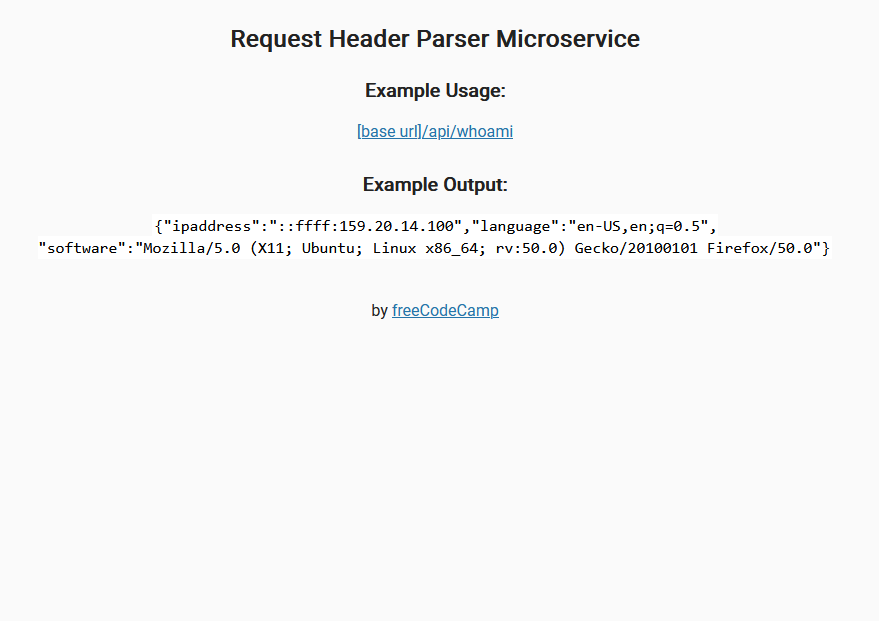 Request Header Parser Microservice
Example Usage:
[base url]/api/whoami
Example Output:
{"ipaddress":"::ffff:159.20.14.100","language":"en-US,en;q=0.5",
"software":"Mozilla/5.0 (X11; Ubuntu; Linux x86_64; rv:50.0) Gecko/20100101 Firefox/50.0"}
by freeCodeCamp